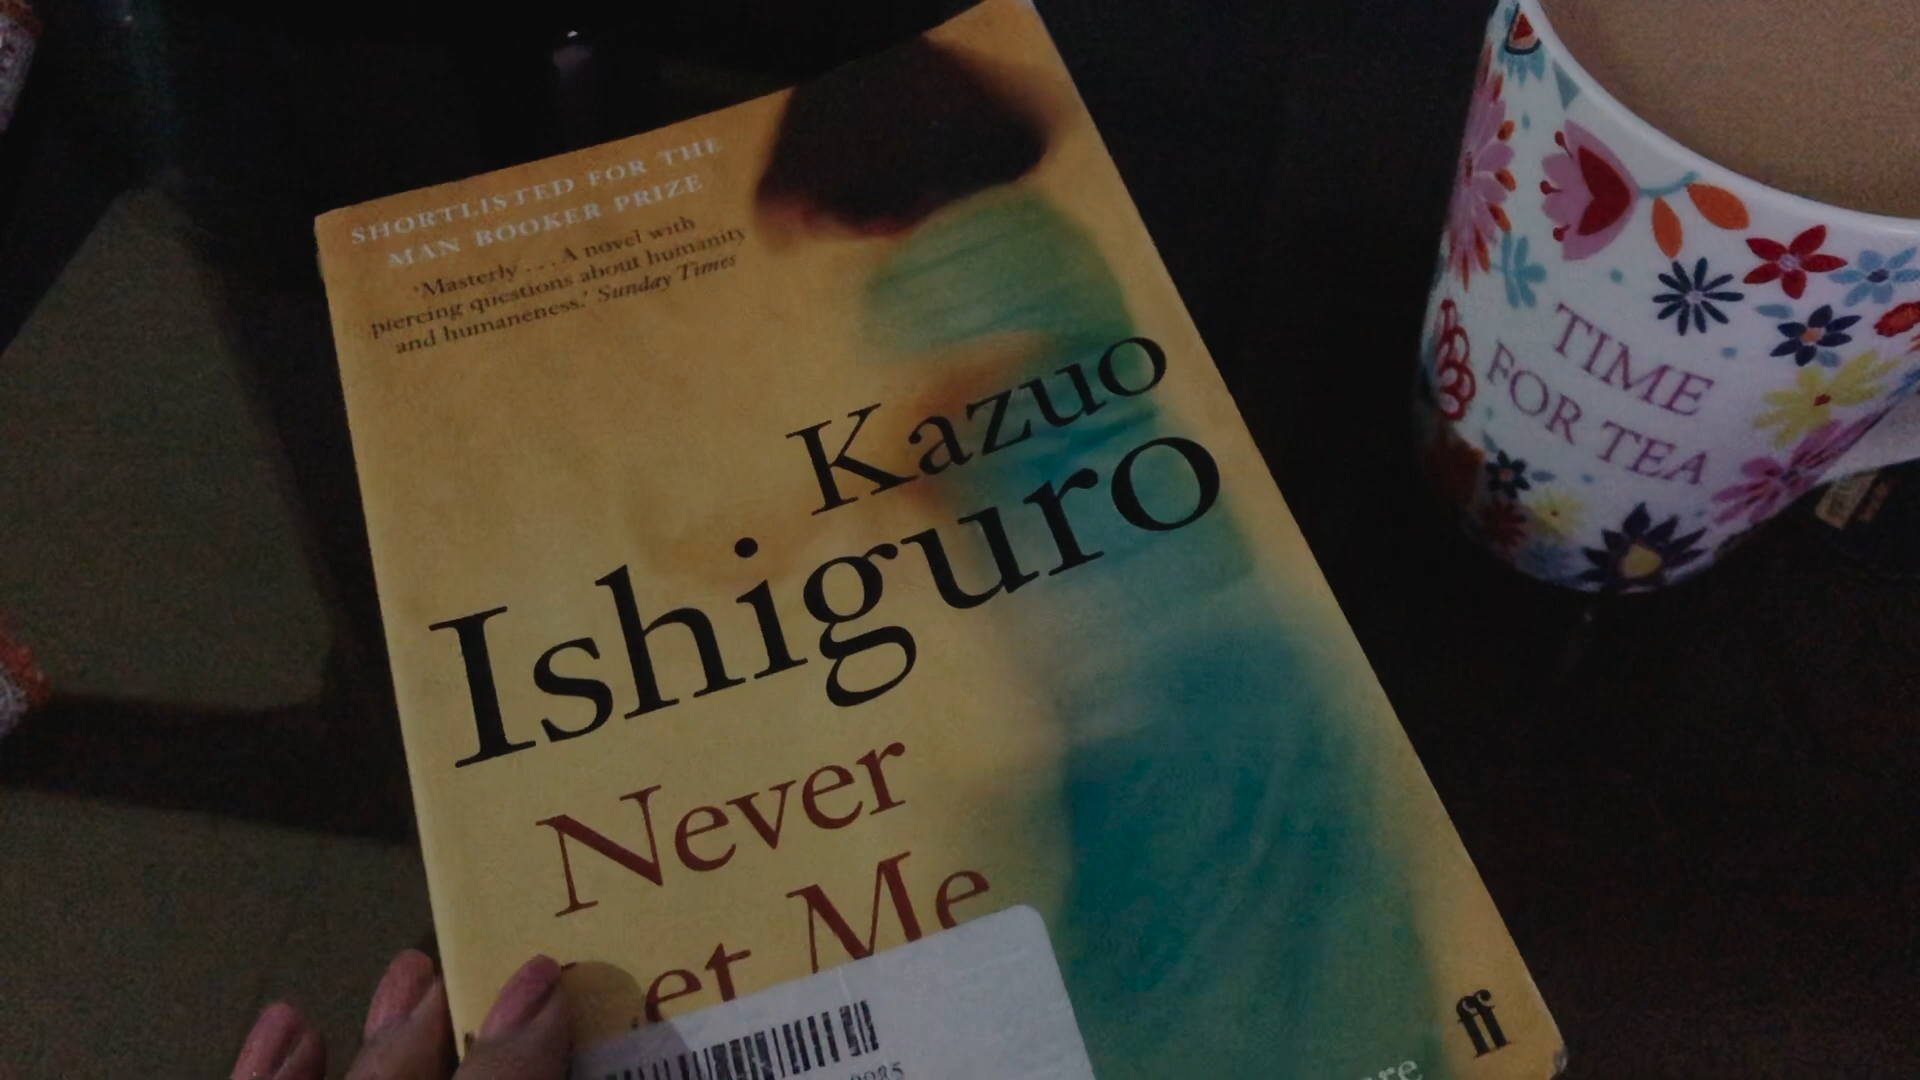 SHORTLISTED FOR THE
MAN BOOKER PRIZE
'Masterly . . . A novel with
piercing questions about humanity
and humaneness.' Sunday Times
Kazuo
Ishiguro
Never
et Me
ff
TIME
FOR TEA